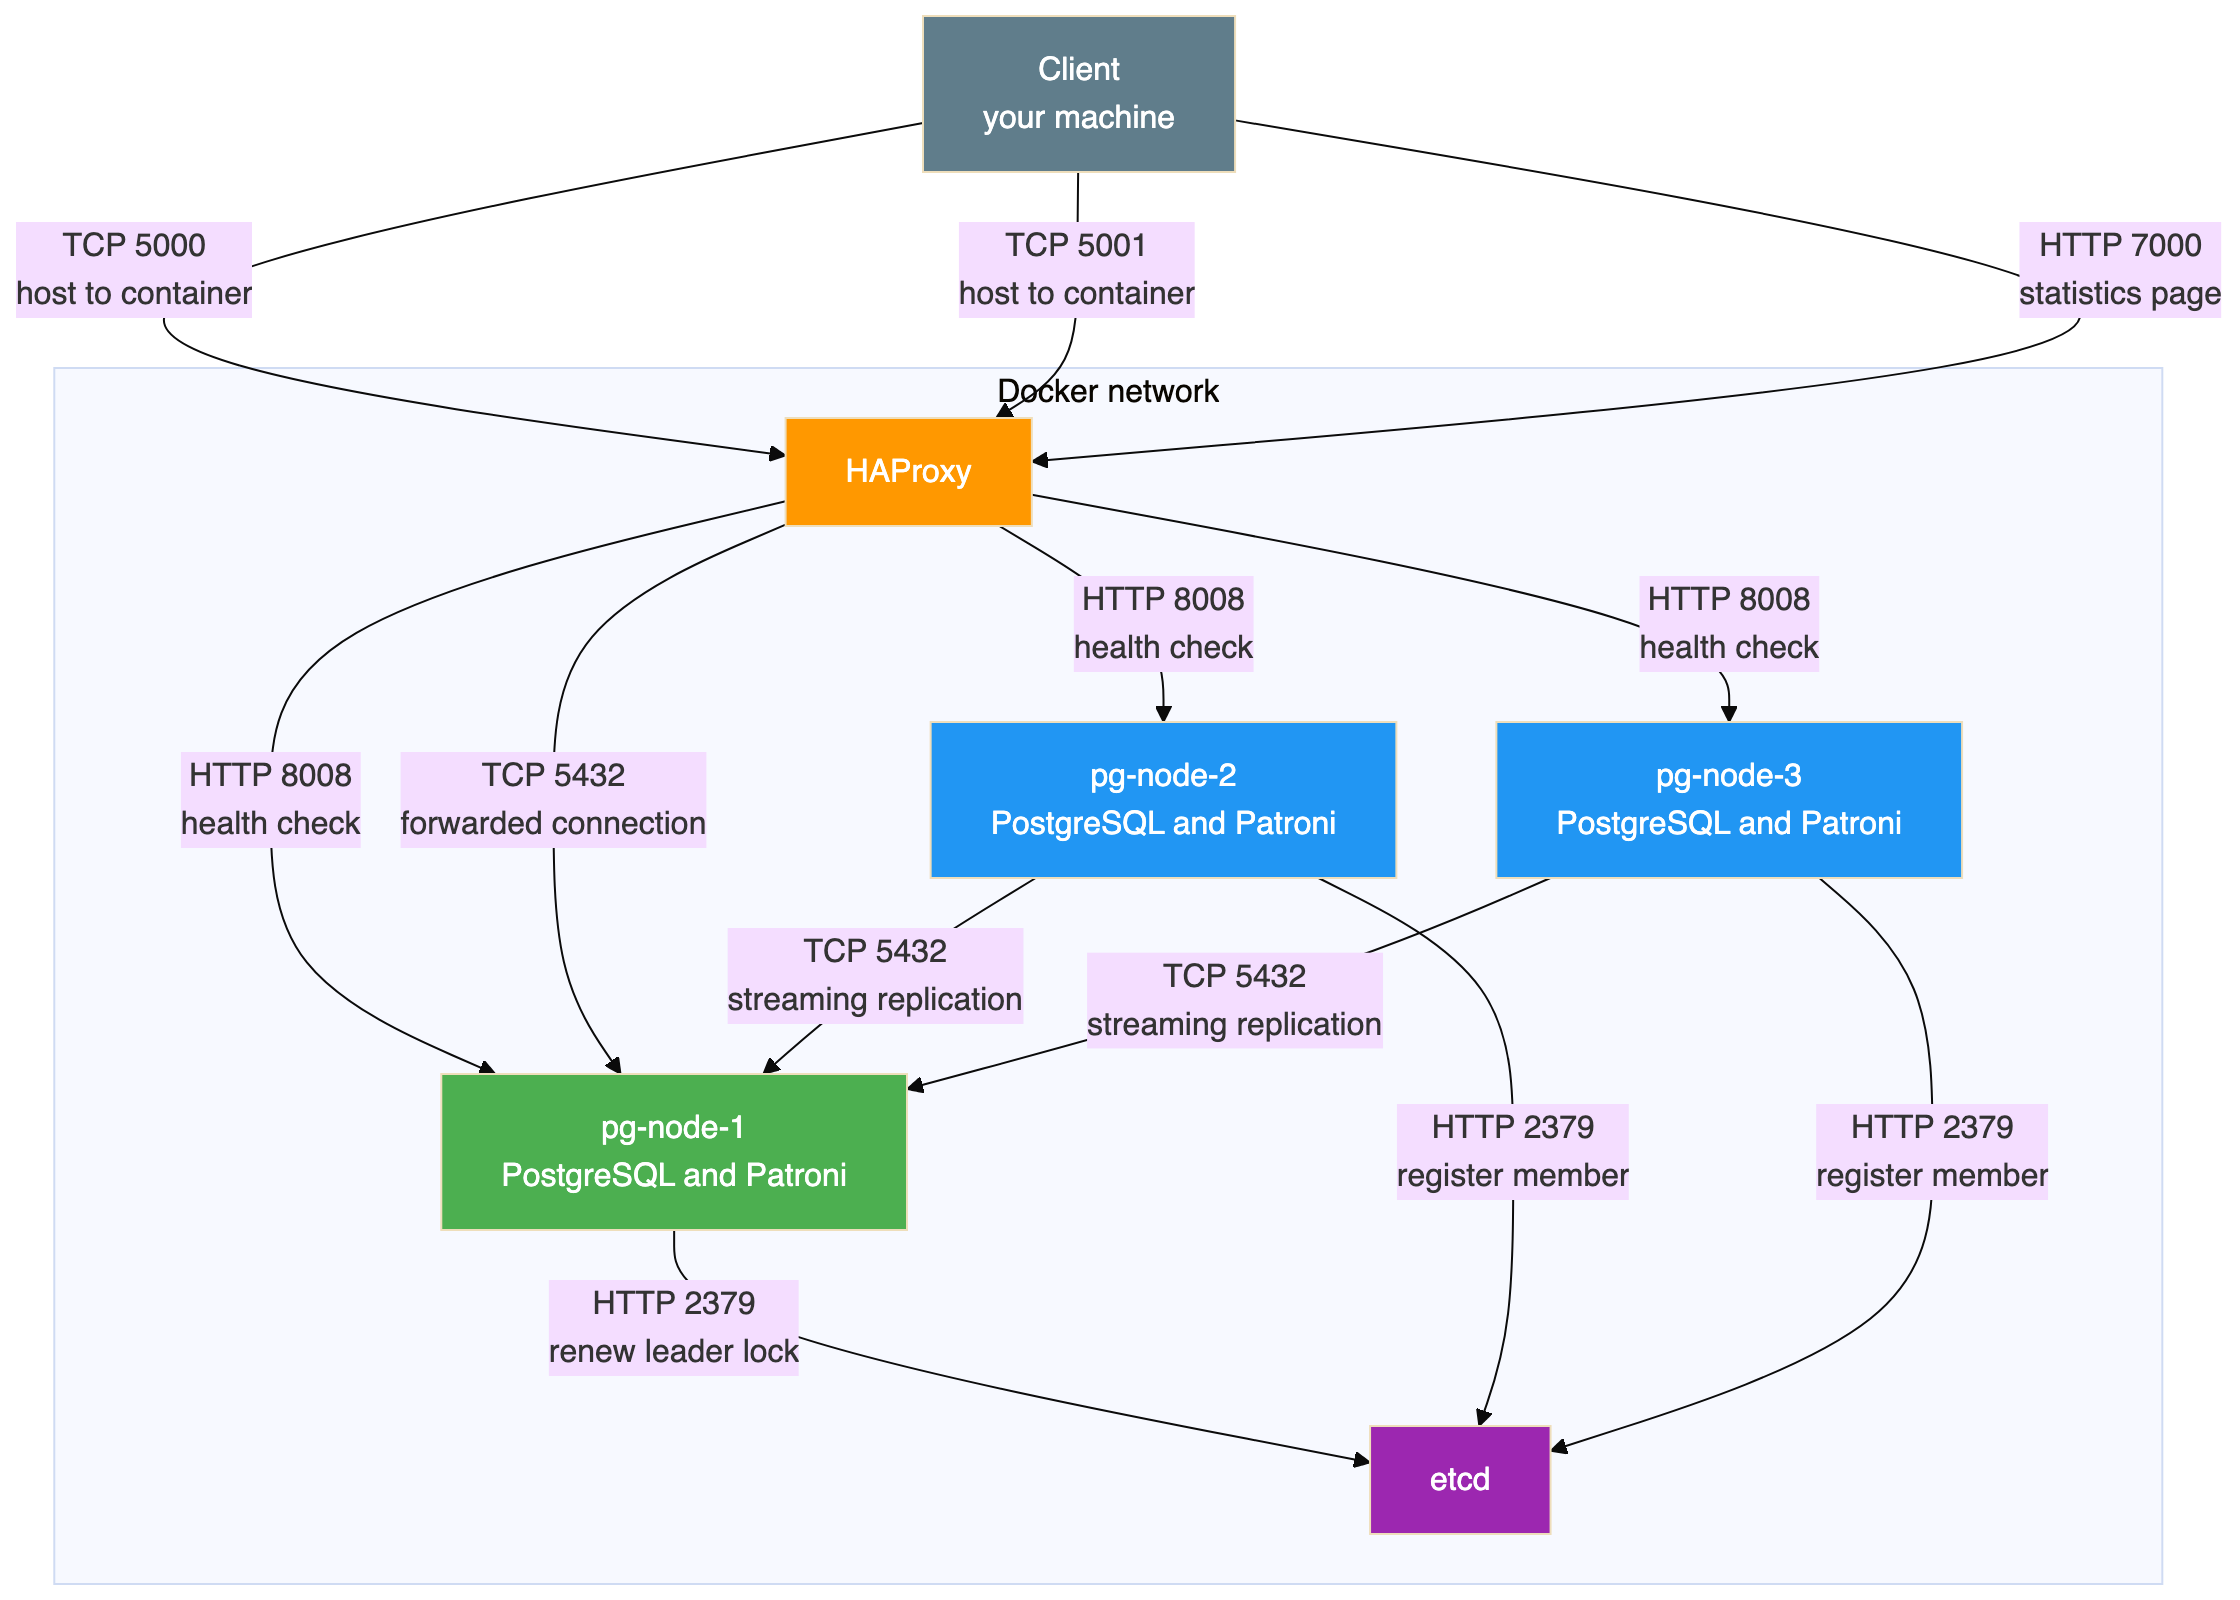 Client
your machine
TCP 5000
host to container
TCP 5001
host to container
HTTP 7000
statistics page
Docker network
HAProxy
HTTP 8008
health check
HTTP 8008
health check
HTTP 8008
health check
TCP 5432
forwarded connection
pg-node-2
PostgreSQL and Patroni
pg-node-3
PostgreSQL and Patroni
TCP 5432
streaming replication
TCP 5432
streaming replication
pg-node-1
PostgreSQL and Patroni
HTTP 2379
register member
HTTP 2379
register member
HTTP 2379
renew leader lock
etcd